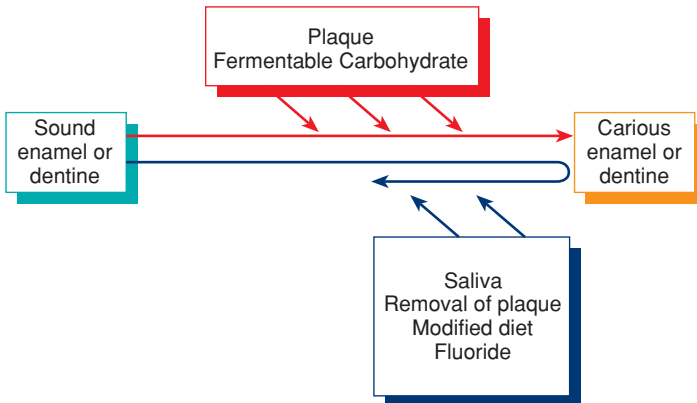 Plaque
Fermentable Carbohydrate
Sound
enamel or
dentine
Carious
enamel or
dentine
Saliva
Removal of plaque
Modified diet
Fluoride